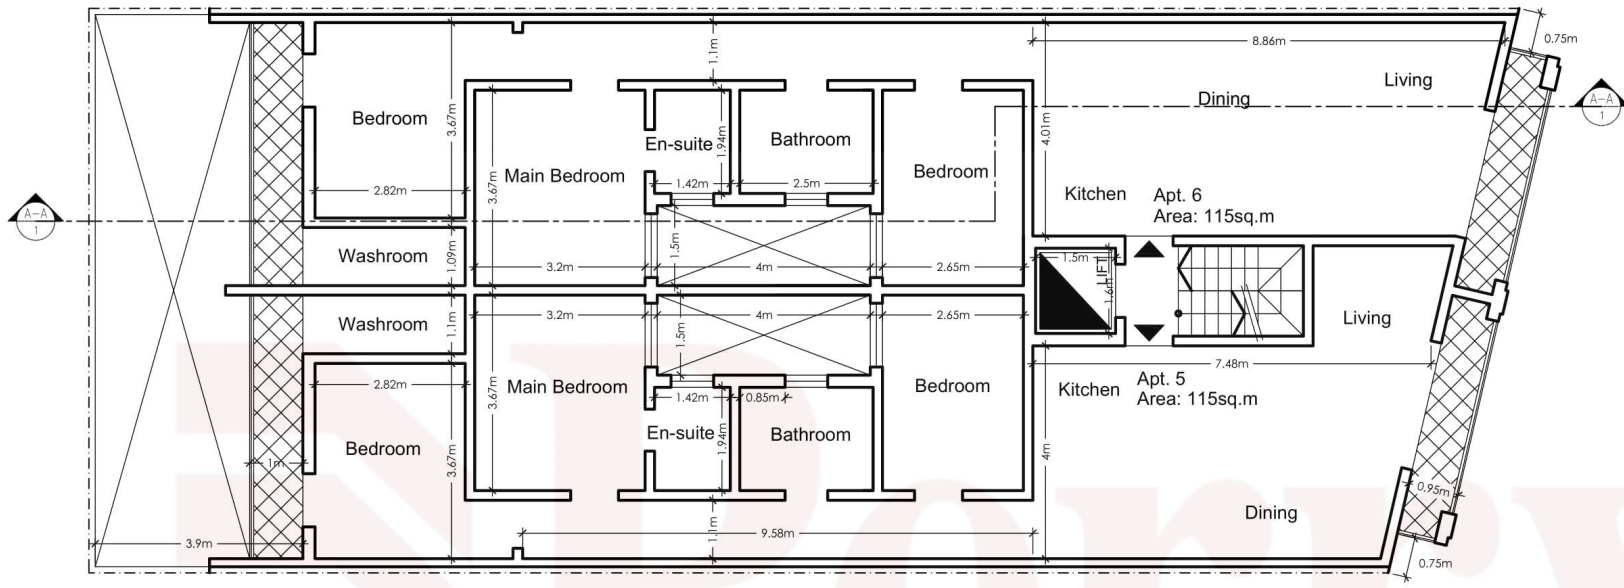 8.86m
0.75m
1.1m
Living
Dining
A-A
1
Bedroom
3.67m
En-suite
Bathroom
1.94m
4.01m
Main Bedroom
3.67m
Bedroom
2.82m
1.42m
2.5m
Kitchen
Apt. 6
Area: 115sq.m
A-A
1
Washroom
1.09m
1.5m
3.2m
4m
2.65m
1.5m
LIFT
1.6m
Washroom
1.1m
3.2m
4m
2.65m
Living
1.5m
7.48m
2.82m
3.67m
Main Bedroom
1.42m
0.85m
Bedroom
Kitchen
Apt. 5
Area: 115sq.m
Bedroom
En-suite
Bathroom
1.94m
3.67m
4m
1m
0.95m
Dining
3.9m
1.1m
9.58m
0.75m
NPorry